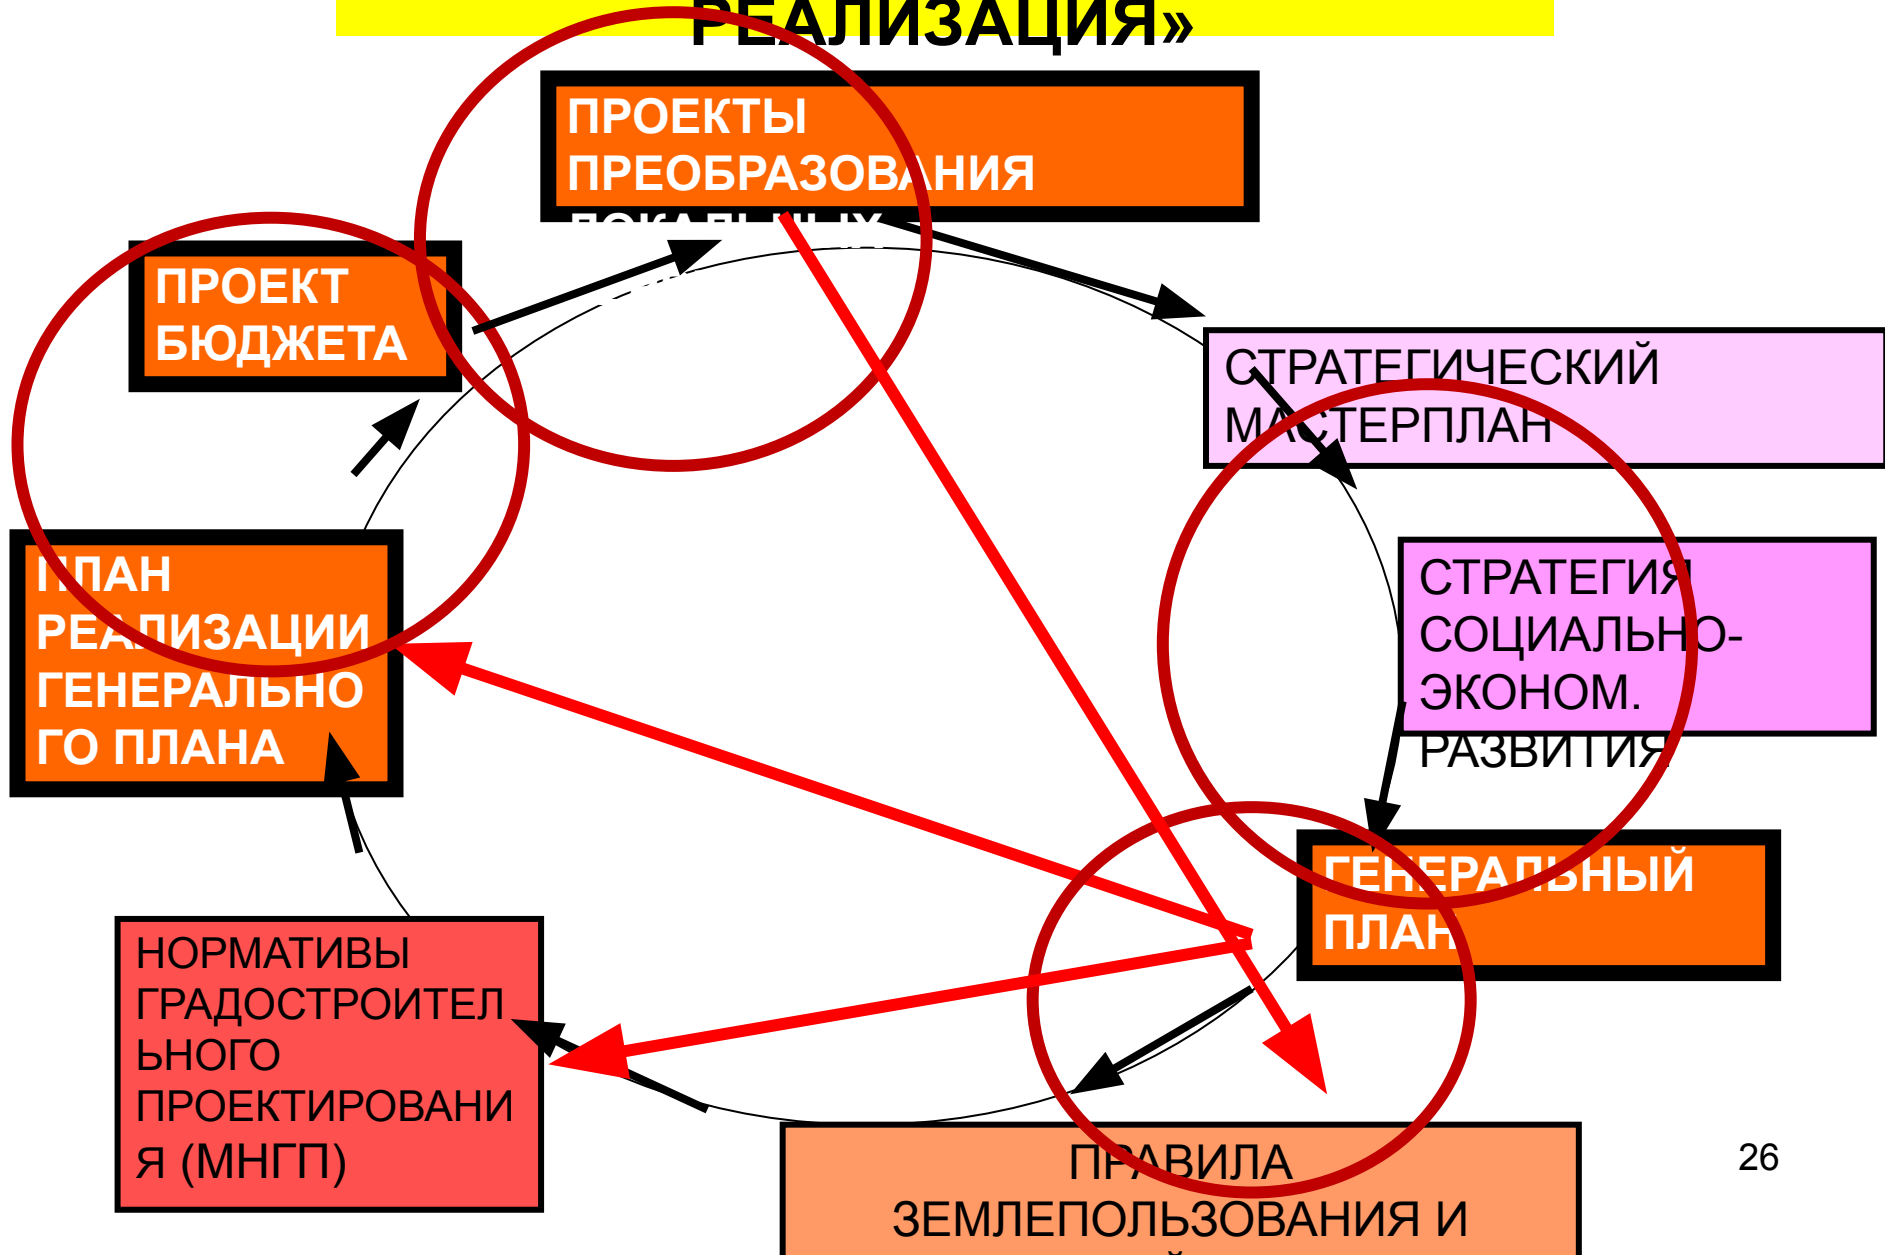 РЕАЛИЗАЦИЯ»
ПРОЕКТЫ
ПРЕОБРАЗОВАНИЯ
ЛОКАЛЬНЫХ
ПРОЕКТ
БЮДЖЕТА
СТРАТЕГИЧЕСКИЙ
МАСТЕРПЛАН
СТРАТЕГИЯ
СОЦИАЛЬНО-
ЭКОНОМ.
РАЗВИТИЯ
ПЛАН
РЕАЛИЗАЦИИ
ГЕНЕРАЛЬНО
ГО ПЛАНА
ГЕНЕРАЛЬНЫЙ
ПЛАН
НОРМАТИВЫ
ГРАДОСТРОИТЕЛ
ЬНОГО
ПРОЕКТИРОВАНИ
Я (МНГП)
ПРАВИЛА
ЗЕМЛЕПОЛЬЗОВАНИЯ И
26